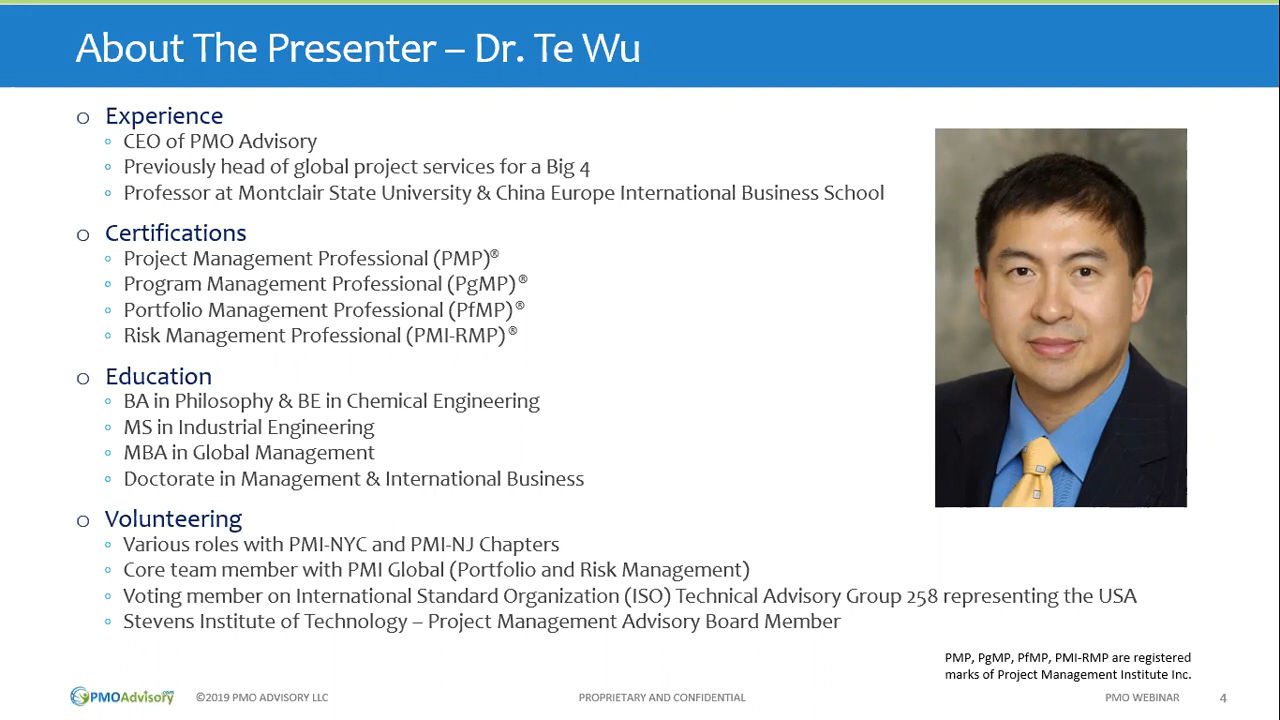 About The Presenter – Dr. Te Wu
o Experience
◦ CEO of PMO Advisory
◦ Previously head of global project services for a Big 4
◦ Professor at Montclair State University & China Europe International Business School
o Certifications
◦ Project Management Professional (PMP)®
◦ Program Management Professional (PgMP)®
◦ Portfolio Management Professional (PfMP)®
◦ Risk Management Professional (PMI-RMP)®
o Education
◦ BA in Philosophy & BE in Chemical Engineering
◦ MS in Industrial Engineering
◦ MBA in Global Management
◦ Doctorate in Management & International Business
o Volunteering
◦ Various roles with PMI-NYC and PMI-NJ Chapters
◦ Core team member with PMI Global (Portfolio and Risk Management)
◦ Voting member on International Standard Organization (ISO) Technical Advisory Group 258 representing the USA
◦ Stevens Institute of Technology – Project Management Advisory Board Member
PMP, PgMP, PfMP, PMI-RMP are registered
marks of Project Management Institute Inc.
PMOAdvisory.com ©2019 PMO ADVISORY LLC PROPRIETARY AND CONFIDENTIAL PMO WEBINAR 4